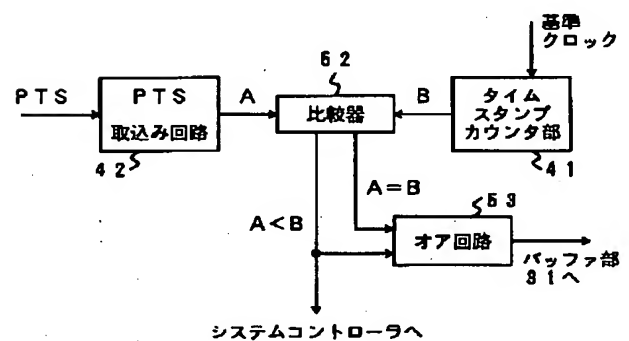 基準
クロック
52
PTS
PTS
取込み回路
42
A
比較器
B
タイム
スタンプ
カウンタ部
41
A=B
53
A<B
オア回路
バッファ部
31へ
システムコントローラへ